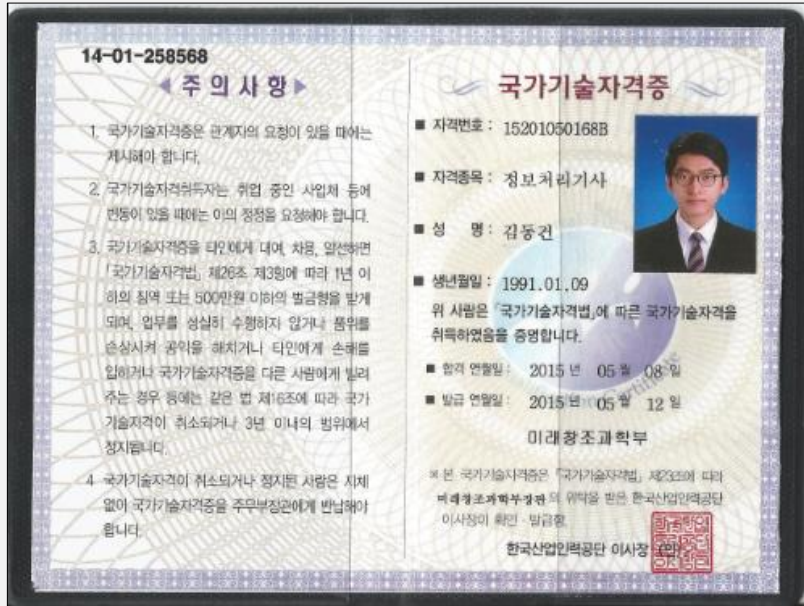 14-01-258568
◀ 주 의 사 항 ▶
1. 국가기술자격증은 관계자의 요청이 있을 때에는
제시해야 합니다.
2. 국가기술자격취득자는 취업 중인 사업체 등에
변동이 있을 때에는 이의 정정을 요청해야 합니다.
3. 국가기술자격증을 타인에게 대여, 차용, 알선하면
「국가기술자격법」 제26조 제3항에 따라 1년 이
하의 징역 또는 500만원 이하의 벌금형을 받게
되며, 업무를 성실히 수행하지 않거나 품위를
손상시켜 공익을 해치거나 타인에게 손해를
입히거나 국가기술자격증을 다른 사람에게 빌려
주는 경우 등에는 같은 법 제16조에 따라 국가
기술자격이 취소되거나 3년 이내의 범위에서
정지됩니다.
4. 국가기술자격이 취소되거나 정지된 사람은 지체
없이 국가기술자격증을 주무부장관에게 반납해야
합니다.
국가기술자격증
■ 자격번호 : 15201050168B
■ 자격종목 : 정보처리기사
■ 성 명 : 김동건
■ 생년월일 : 1991.01.09
위 사람은 「국가기술자격법」에 따른 국가기술자격을
취득하였음을 증명합니다.
■ 합격 연월일 : 2015 년 05 월 08 일
■ 발급 연월일 : 2015 년 05 월 12 일
미래창조과학부
※ 본 국가기술자격증은 「국가기술자격법」 제23조에 따라
미래창조과학부장관의 위탁을 받은 한국산업인력공단
이사장이 확인·발급함.
한국산업인력공단 이사장 (인)